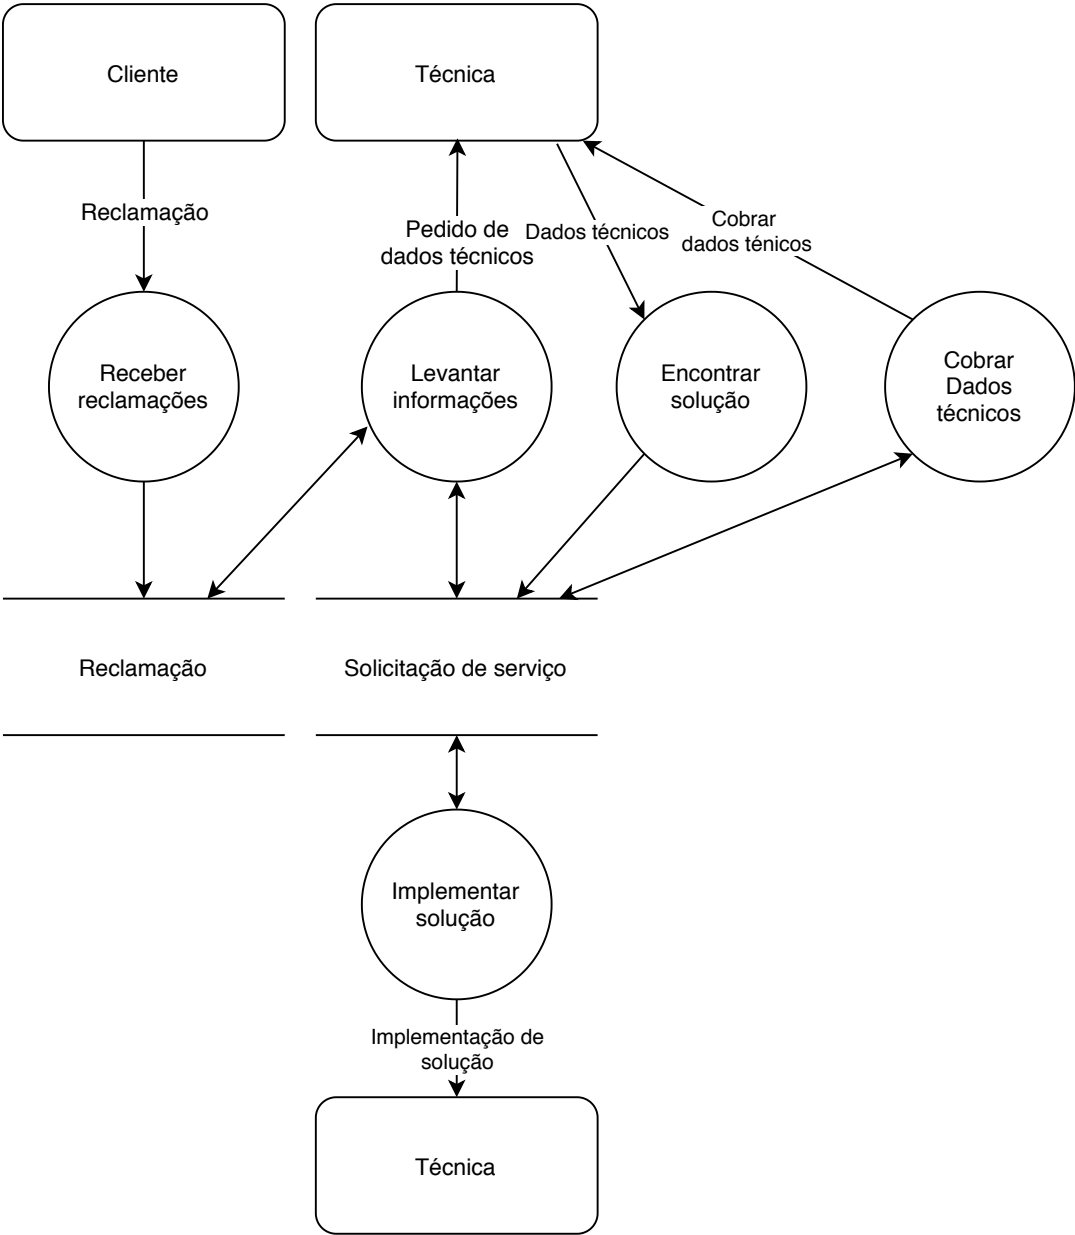 Cliente
Técnica
Reclamação
Pedido de
dados técnicos
Dados técnicos
Cobrar
dados ténicos
Receber
reclamações
Levantar
informações
Encontrar
solução
Cobrar
Dados
técnicos
Reclamação
Solicitação de serviço
Implementar
solução
Implementação de
solução
Técnica